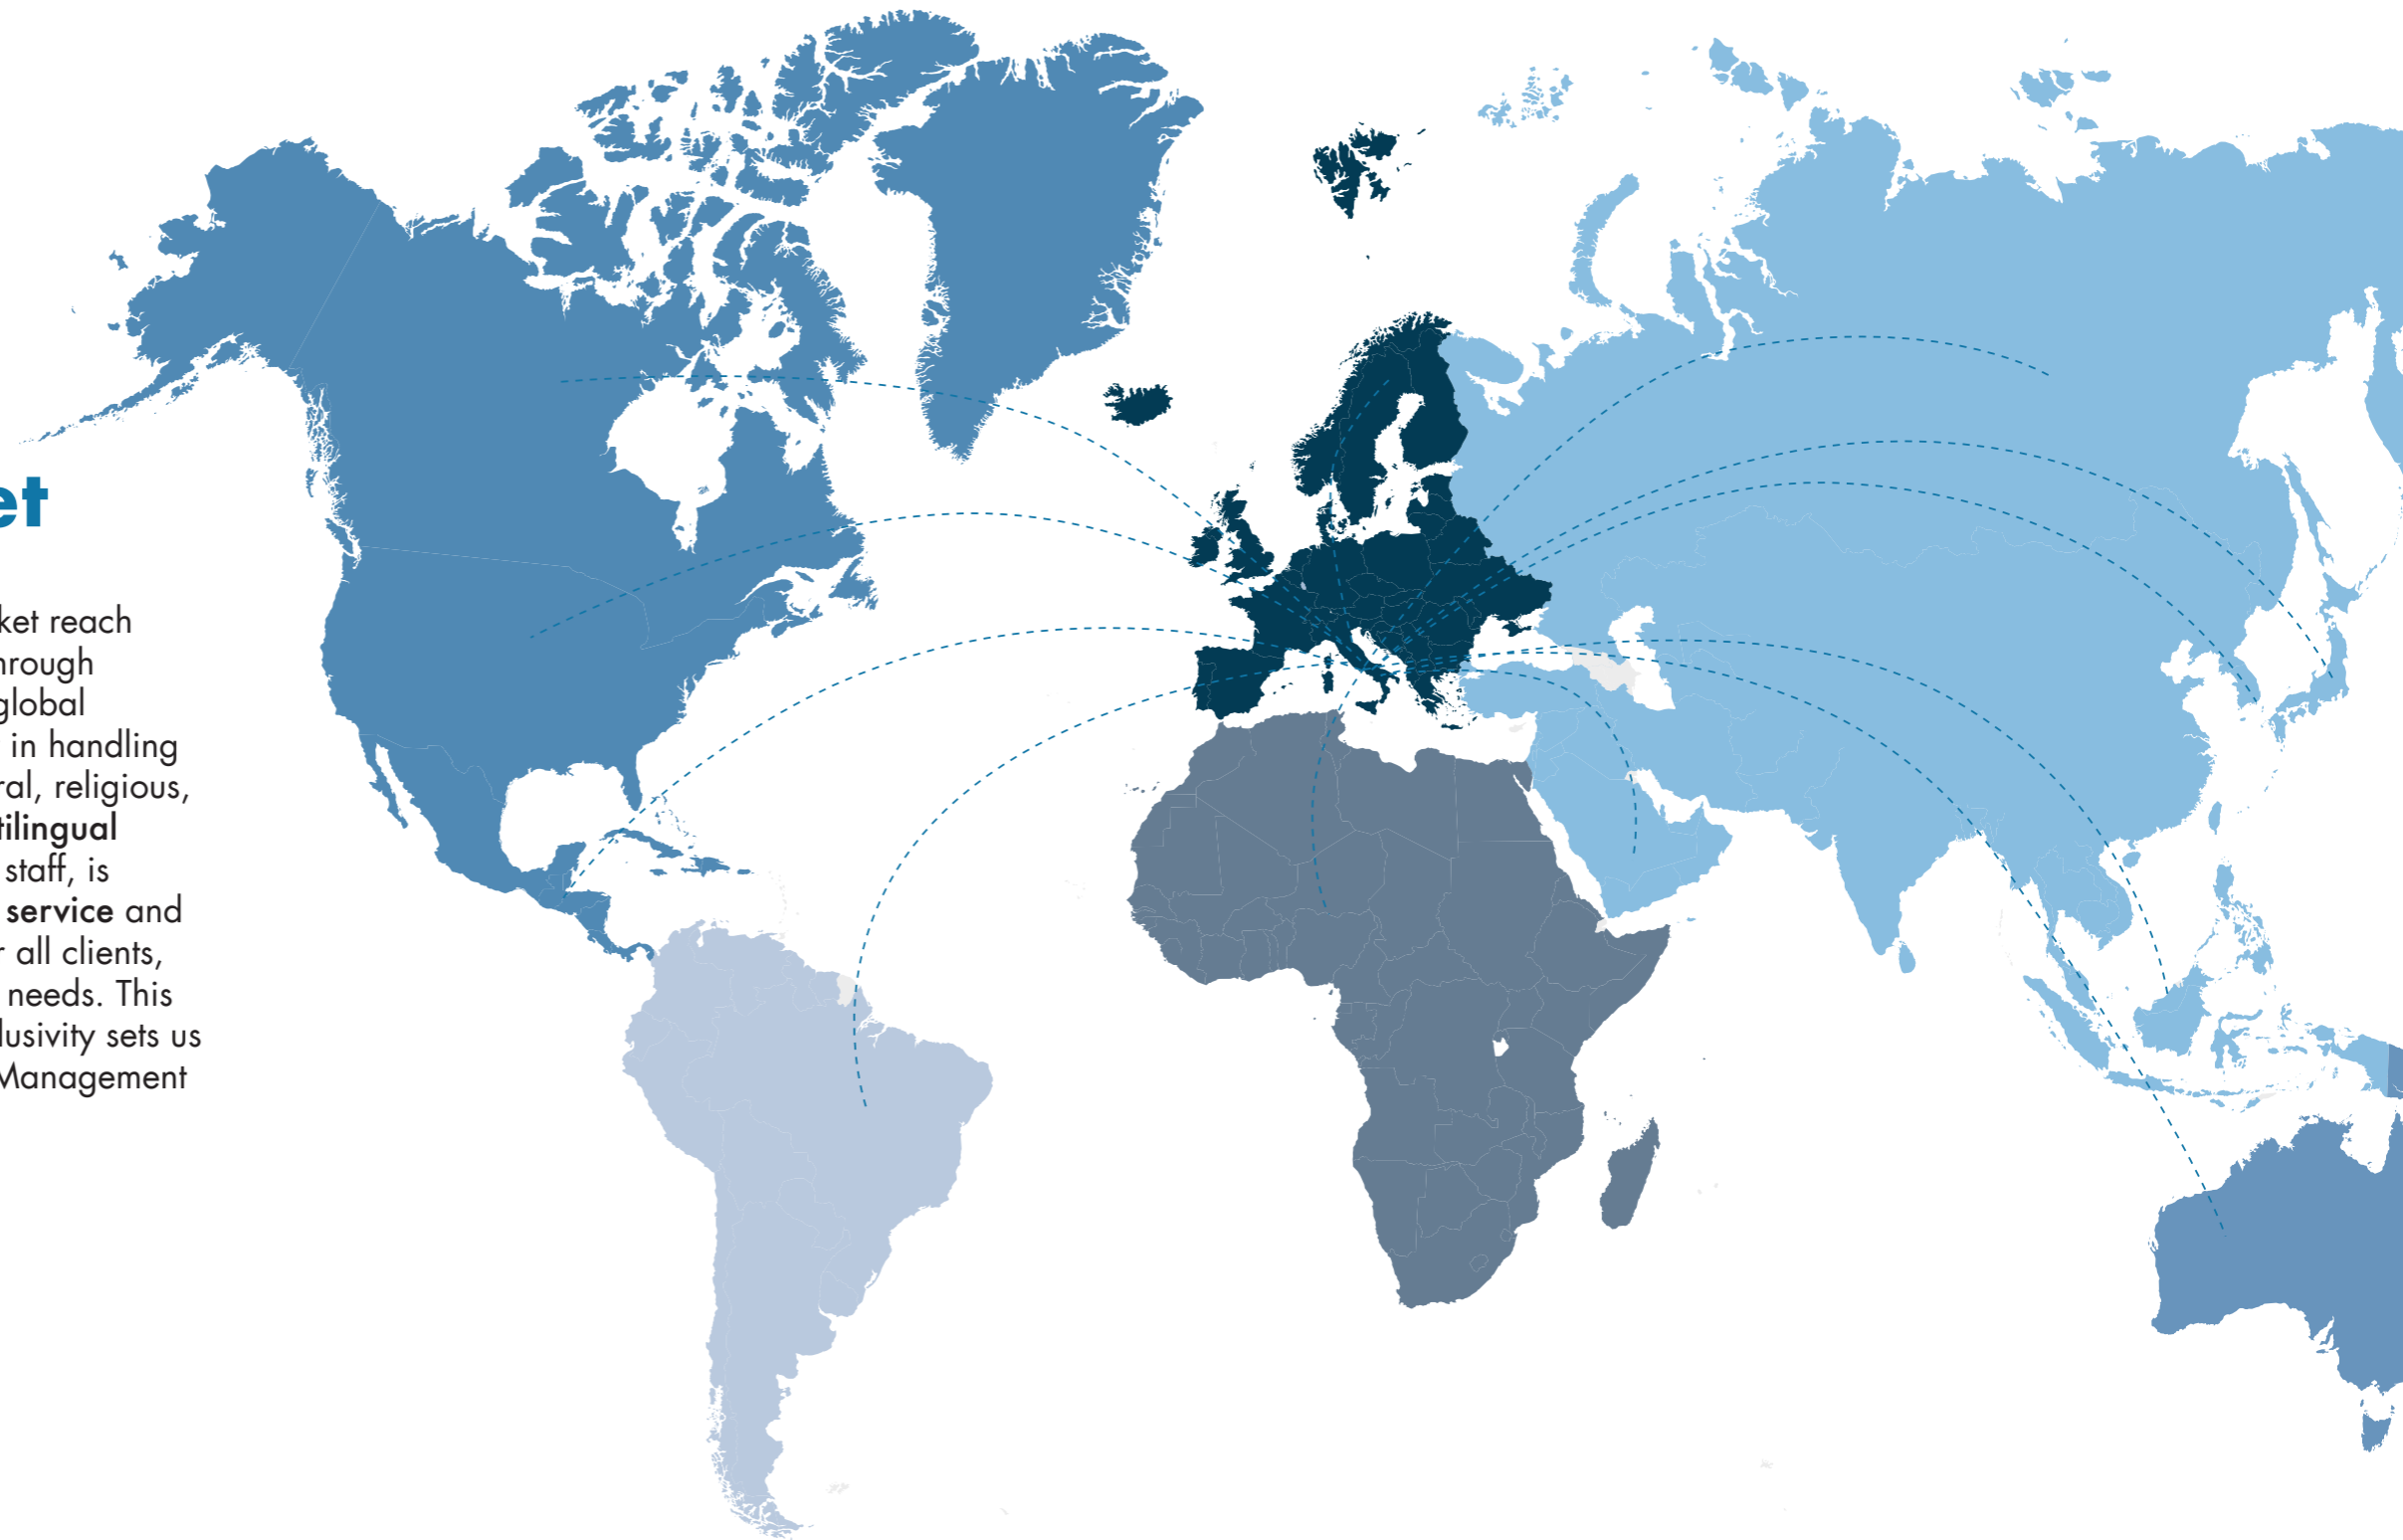 et
ket reach
hrough
global
in handling
ral, religious,
tilingual
staff, is
service and
r all clients,
needs. This
lusivity sets us
Management